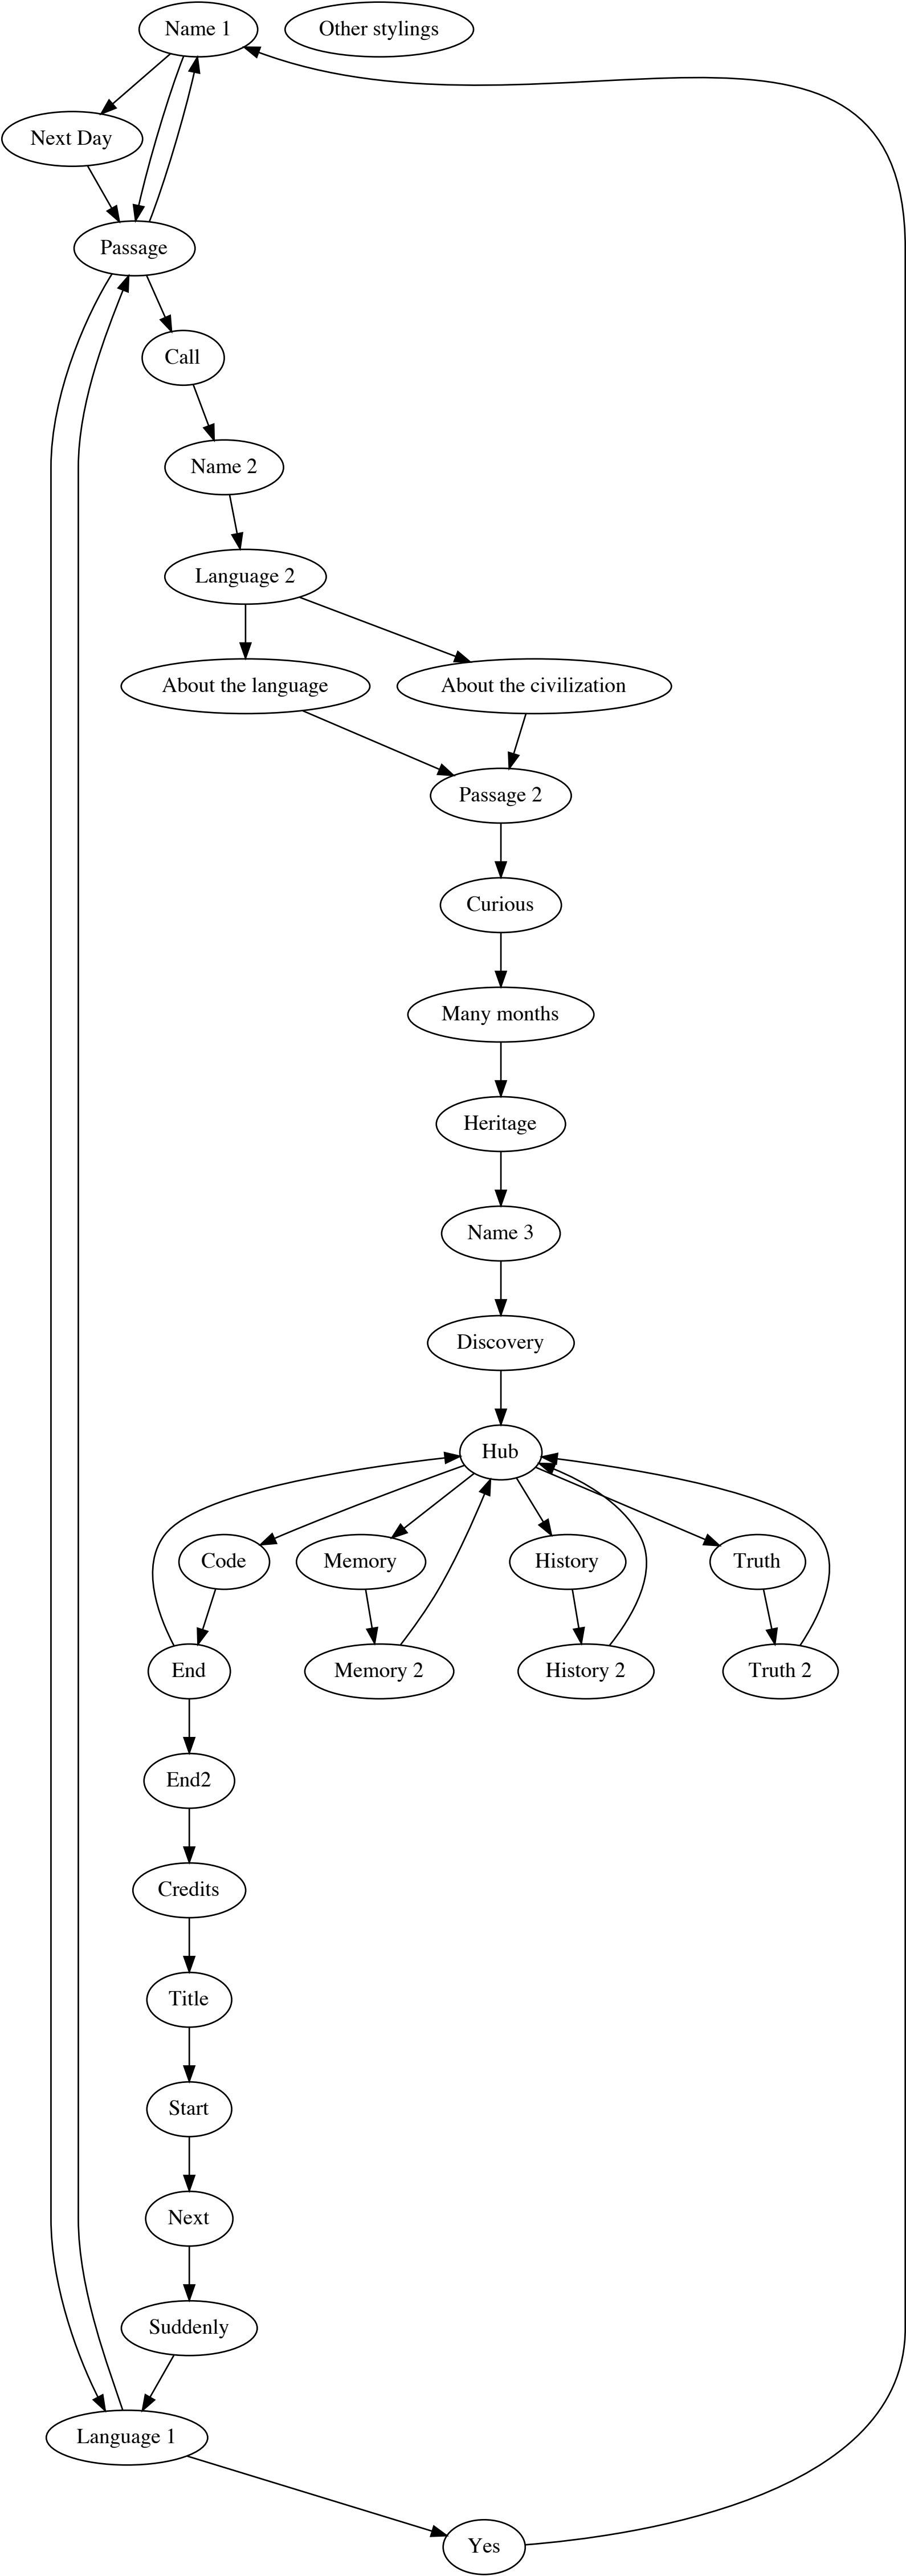 Name 1
Other stylings
Next Day
Passage
Call
Name 2
Language 2
About the language
About the civilization
Passage 2
Curious
Many months
Heritage
Name 3
Discovery
Hub
Code
Memory
History
Truth
End
Memory 2
History 2
Truth 2
End2
Credits
Title
Start
Next
Suddenly
Language 1
Yes